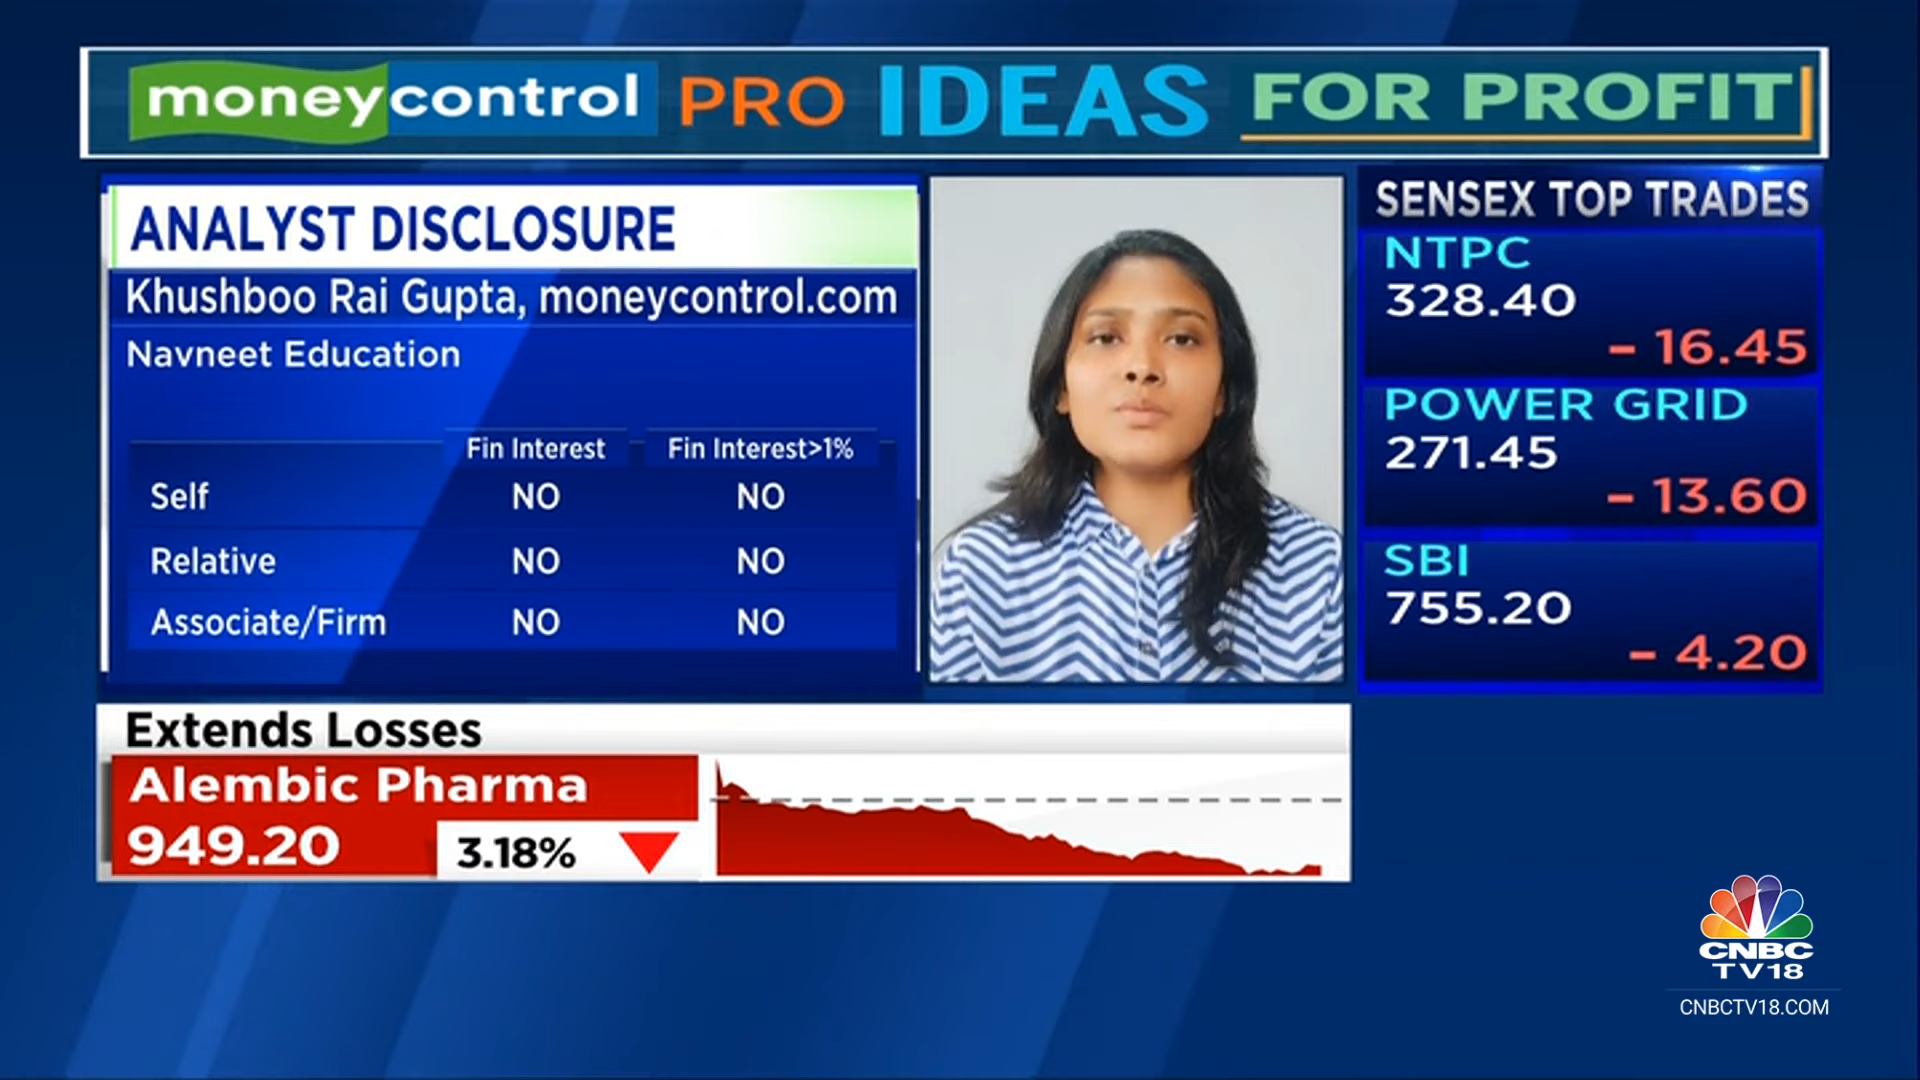 moneycontrol PRO IDEAS FOR PROFIT
ANALYST DISCLOSURE
Khushboo Rai Gupta, moneycontrol.com
Navneet Education
Fin Interest Fin Interest>1%
Self NO NO
Relative NO NO
Associate/Firm NO NO
SENSEX TOP TRADES
NTPC
328.40
- 16.45
POWER GRID
271.45
- 13.60
SBI
755.20
- 4.20
Extends Losses
Alembic Pharma
949.20 3.18%
CNBC
TV18
CNBCTV18.COM